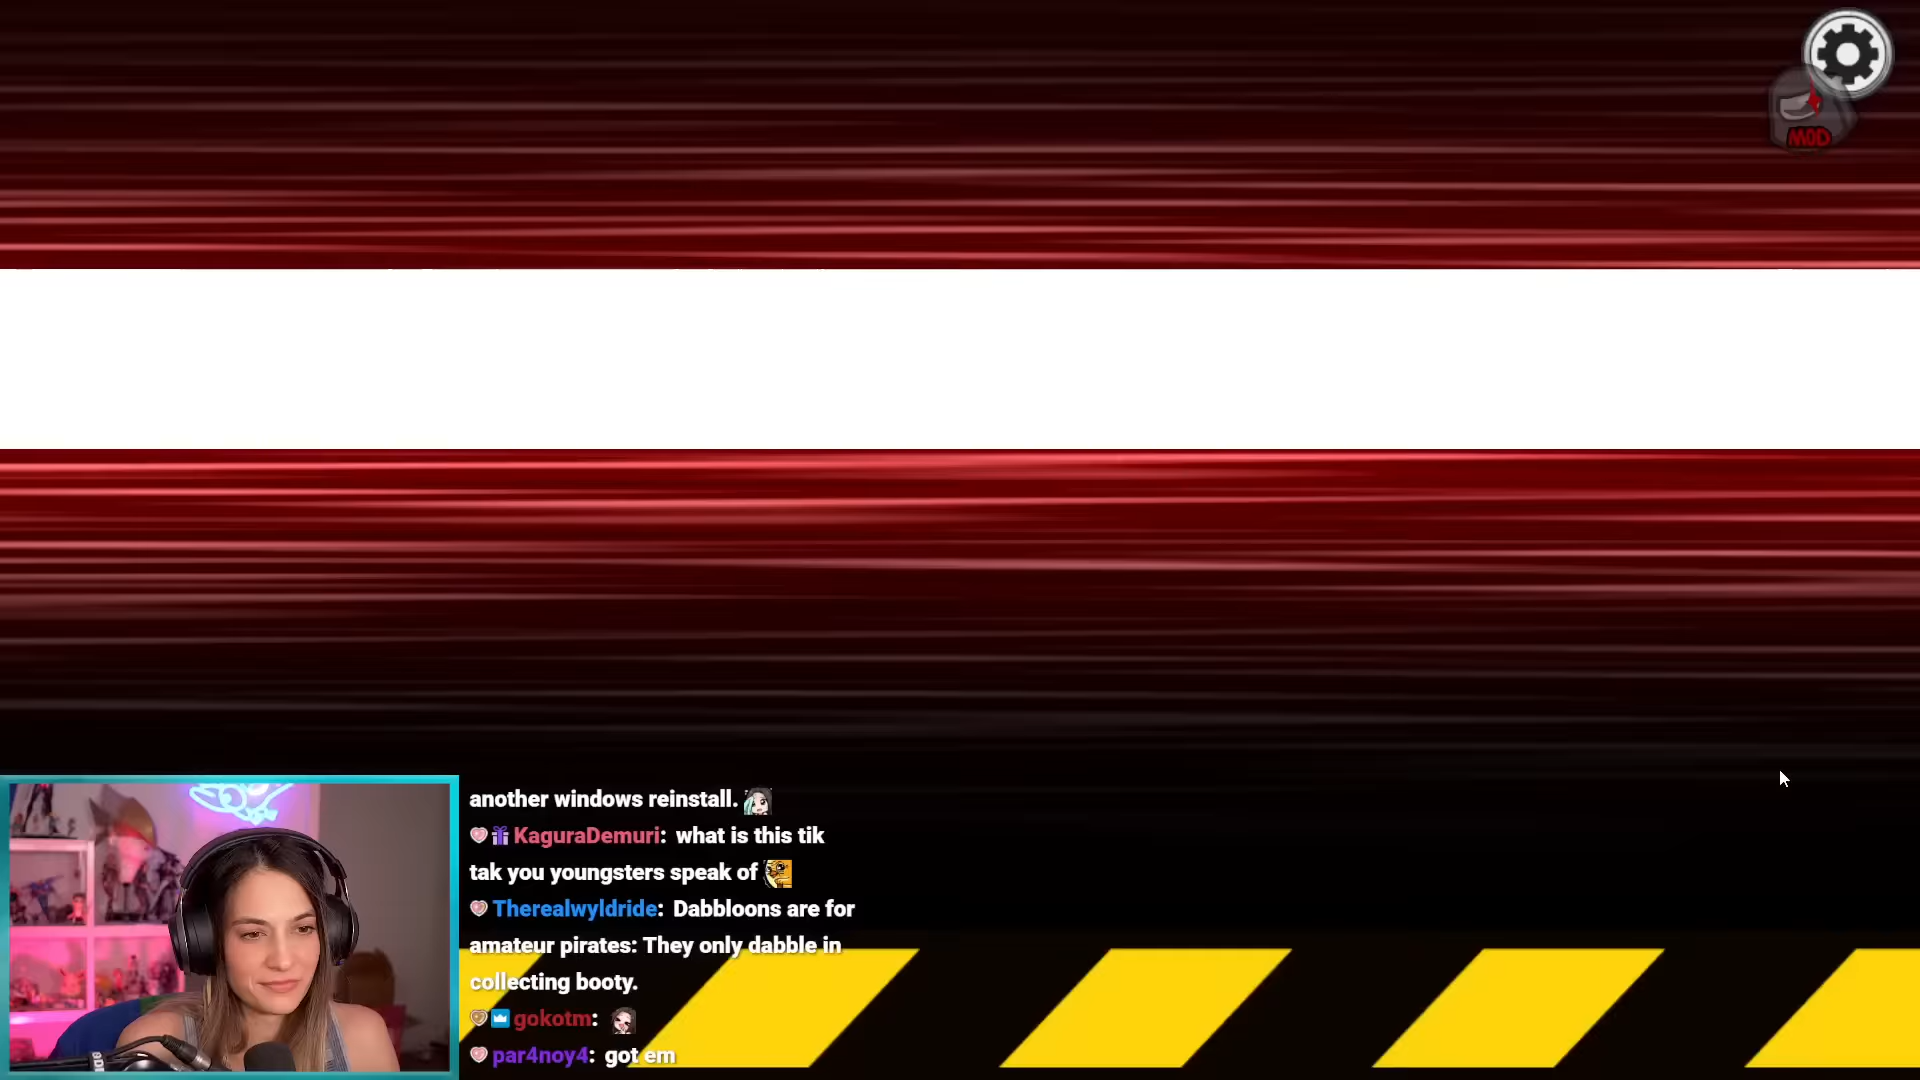 MOD
another windows reinstall.
KaguraDemuri: what is this tik
tak you youngsters speak of
Therealwyldride: Dabbloons are for
amateur pirates: They only dabble in
collecting booty.
gokotm:
par4noy4: got em